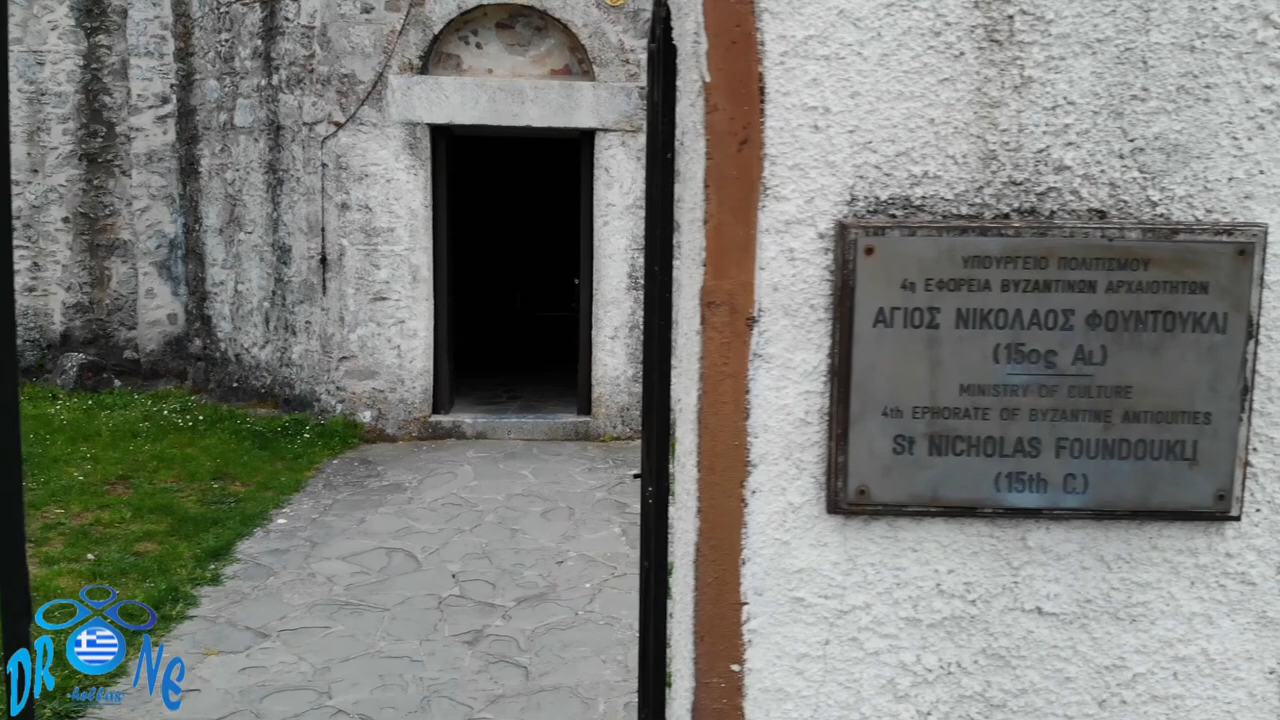 ΥΠΟΥΡΓΕΙΟ ΠΟΛΙΤΙΣΜΟΥ
4η ΕΦΟΡΕΙΑ ΒΥΖΑΝΤΙΝΩΝ ΑΡΧΑΙΟΤΗΤΩΝ
ΑΓΙΟΣ ΝΙΚΟΛΑΟΣ ΦΟΥΝΤΟΥΚΛΙ
(15ος ΑΙ.)
MINISTRY OF CULTURE
4th EPHORATE OF BYZANTINE ANTIQUITIES
St NICHOLAS FOUNDOUKLI
(15th C.)
DRONE
hellas